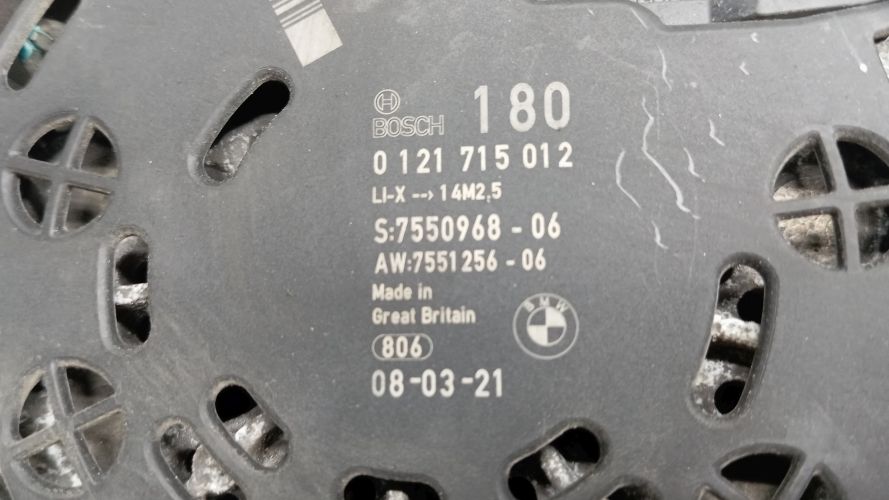 BOSCH 180
0 121 715 012
LI-X --> 14M2,5
S:7550968 - 06
AW:7551256 - 06
Made in
Great Britain
BMW
806
08-03-21